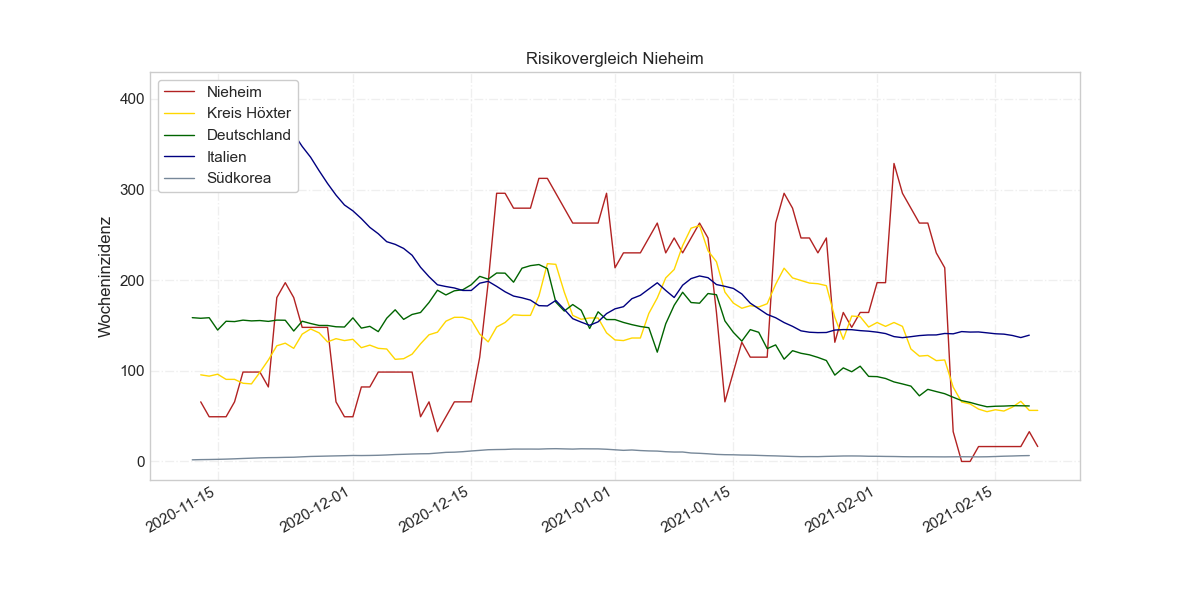 Risikovergleich Nieheim
Nieheim
Kreis Höxter
Deutschland
Italien
Südkorea
Wocheninzidenz
400
300
200
100
0
2020-11-15
2020-12-01
2020-12-15
2021-01-01
2021-01-15
2021-02-01
2021-02-15